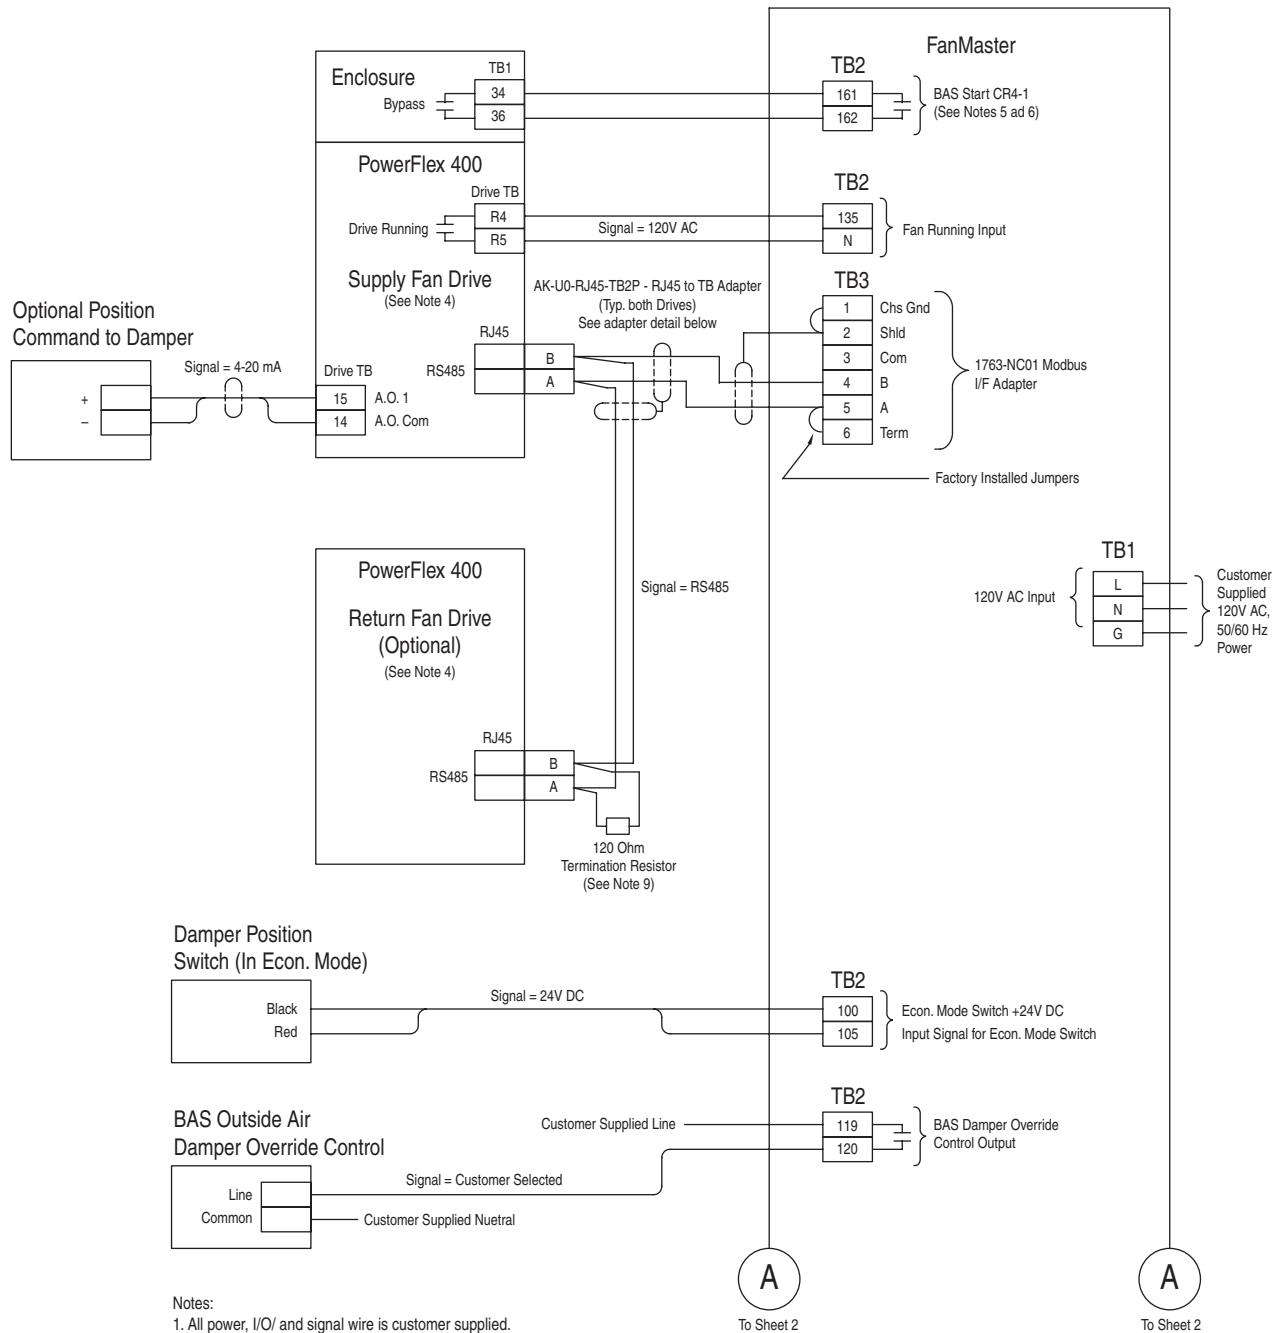 FanMaster
Enclosure
Bypass
TB1
34
36
TB2
161
162
BAS Start CR4-1
(See Notes 5 ad 6)
PowerFlex 400
Drive TB
Drive Running
R4
R5
Signal = 120V AC
TB2
135
N
Fan Running Input
Supply Fan Drive
(See Note 4)
AK-U0-RJ45-TB2P - RJ45 to TB Adapter
(Typ. both Drives)
See adapter detail below
RJ45
RS485
B
A
TB3
1 Chs Gnd
2 Shld
3 Com
4 B
5 A
6 Term
1763-NC01 Modbus
I/F Adapter
Factory Installed Jumpers
Optional Position
Command to Damper
+
–
Signal = 4-20 mA
Drive TB
15 A.O. 1
14 A.O. Com
TB1
120V AC Input
L
N
G
Customer
Supplied
120V AC,
50/60 Hz
Power
PowerFlex 400
Return Fan Drive
(Optional)
(See Note 4)
Signal = RS485
RJ45
RS485
B
A
120 Ohm
Termination Resistor
(See Note 9)
Damper Position
Switch (In Econ. Mode)
Black
Red
Signal = 24V DC
TB2
100 Econ. Mode Switch +24V DC
105 Input Signal for Econ. Mode Switch
BAS Outside Air
Damper Override Control
Line
Common
Customer Supplied Line
Signal = Customer Selected
Customer Supplied Nuetral
TB2
119
120
BAS Damper Override
Control Output
A
To Sheet 2
A
To Sheet 2
Notes:
1. All power, I/O/ and signal wire is customer supplied.